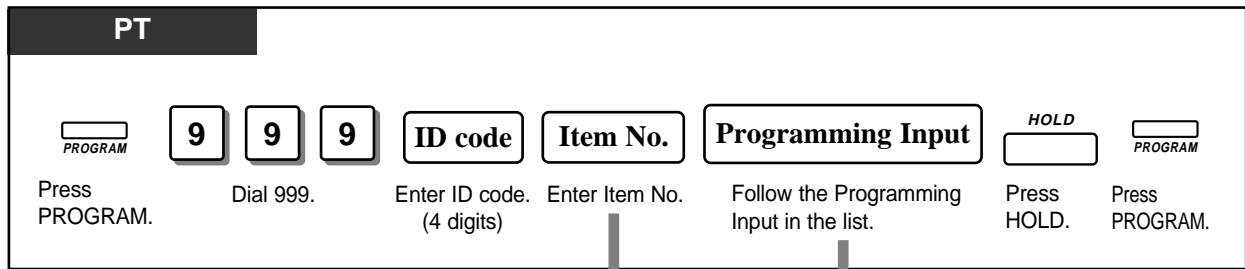 PT
PROGRAM
9 9 9
ID code
Item No.
Programming Input
HOLD
PROGRAM
Press
PROGRAM.
Dial 999.
Enter ID code.
(4 digits)
Enter Item No.
Follow the Programming
Input in the list.
Press
HOLD.
Press
PROGRAM.